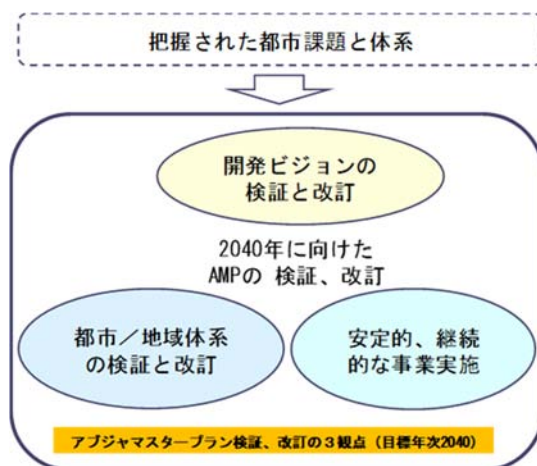 把握された都市課題と体系
開発ビジョンの
検証と改訂
2040年に向けた
AMPの 検証、改訂
都市／地域体系
の検証と改訂
安定的、継続
的な事業実施
アブジャマスタープラン検証、改訂の３観点（目標年次2040）